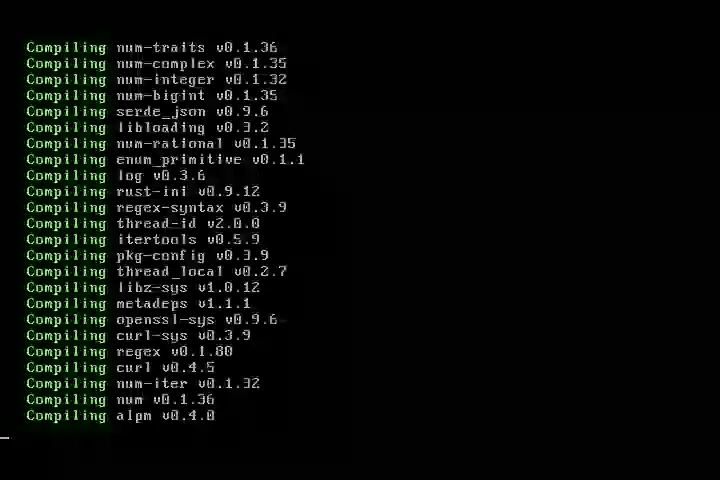 Compiling num-traits v0.1.36
Compiling num-complex v0.1.35
Compiling num-integer v0.1.32
Compiling num-bigint v0.1.35
Compiling serde_json v0.9.6
Compiling libloading v0.3.2
Compiling num-rational v0.1.35
Compiling enum_primitive v0.1.1
Compiling log v0.3.6
Compiling rust-ini v0.9.12
Compiling regex-syntax v0.3.9
Compiling thread-id v2.0.0
Compiling itertools v0.5.9
Compiling pkg-config v0.3.9
Compiling thread_local v0.2.7
Compiling libz-sys v1.0.12
Compiling metadeps v1.1.1
Compiling openssl-sys v0.9.6
Compiling curl-sys v0.3.9
Compiling regex v0.1.80
Compiling curl v0.4.5
Compiling num-iter v0.1.32
Compiling num v0.1.36
Compiling alpm v0.4.0